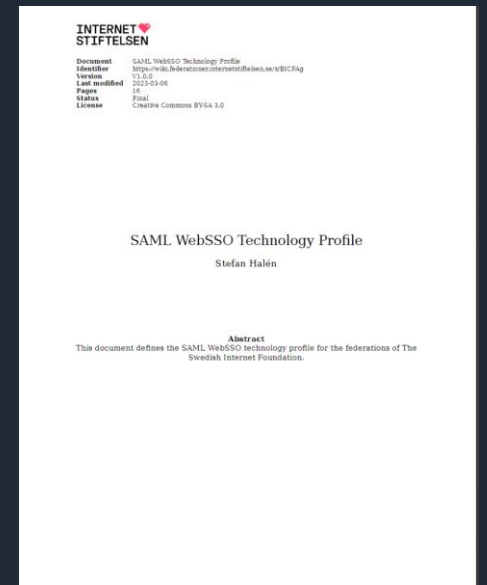 INTERNET
STIFTELSEN
Document SAML WebSSO Technology Profile
Identifier https://wiki.federationer.internetstiftelsen.se/x/BICPAg
Version V1.0.0
Last modified 2023-03-06
Pages 16
Status Final
License Creative Commons BY-SA 3.0
SAML WebSSO Technology Profile
Stefan Halén
Abstract
This document defines the SAML WebSSO technology profile for the federations of The
Swedish Internet Foundation.